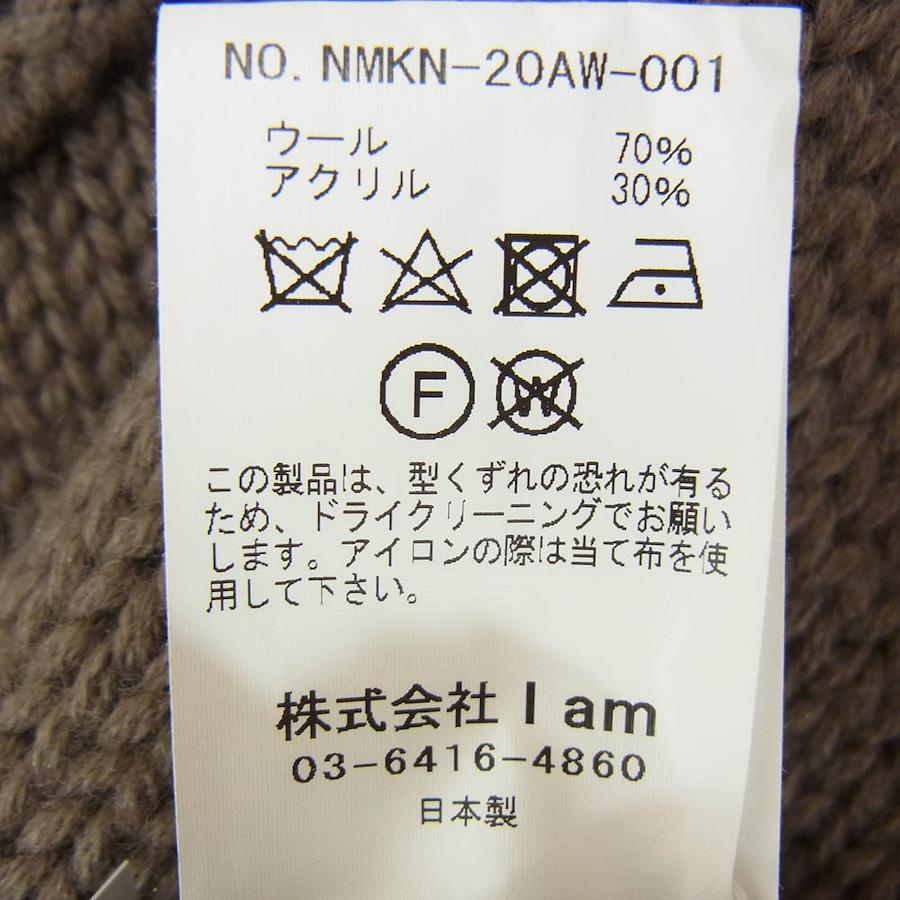 NO. NMKN-20AW-001
ウール 70%
アクリル 30%
F W
この製品は、型くずれの恐れが有る
ため、ドライクリーニングでお願い
します。アイロンの際は当て布を使
用して下さい。
株式会社 I am
03-6416-4860
日本製